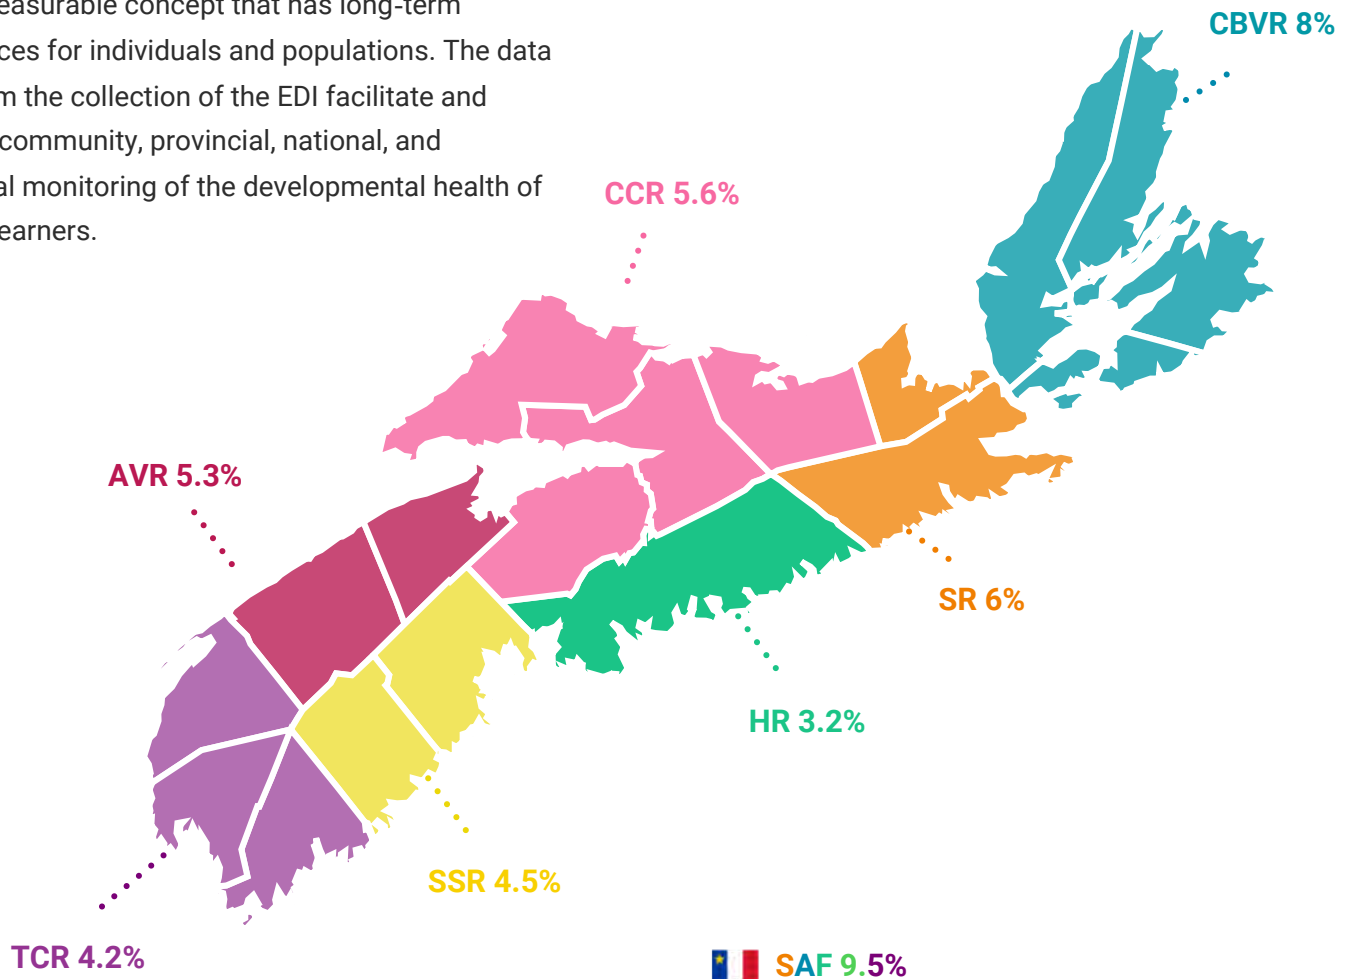 easurable concept that has long-term
ces for individuals and populations. The data
m the collection of the EDI facilitate and
community, provincial, national, and
al monitoring of the developmental health of
earners.
CBVR 8%
CCR 5.6%
AVR 5.3%
SR 6%
HR 3.2%
SSR 4.5%
TCR 4.2%
SAF 9.5%